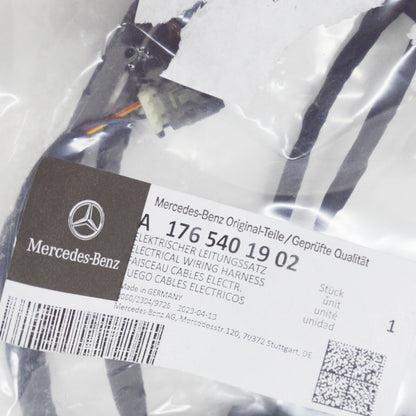 Mercedes-Benz
Mercedes-Benz Original-Teile/Geprüfte Qualität
A 176 540 19 02
ELEKTRISCHER LEITUNGSSATZ
ELECTRICAL WIRING HARNESS
FAISCEAU CABLES ELECTR.
JUEGO CABLES ELECTRICOS
Stück
unit
unité
unidad
1
Made in GERMANY
2023-04-13
Mercedes-Benz AG, Mercedesstr 120, 70372 Stuttgart, DE